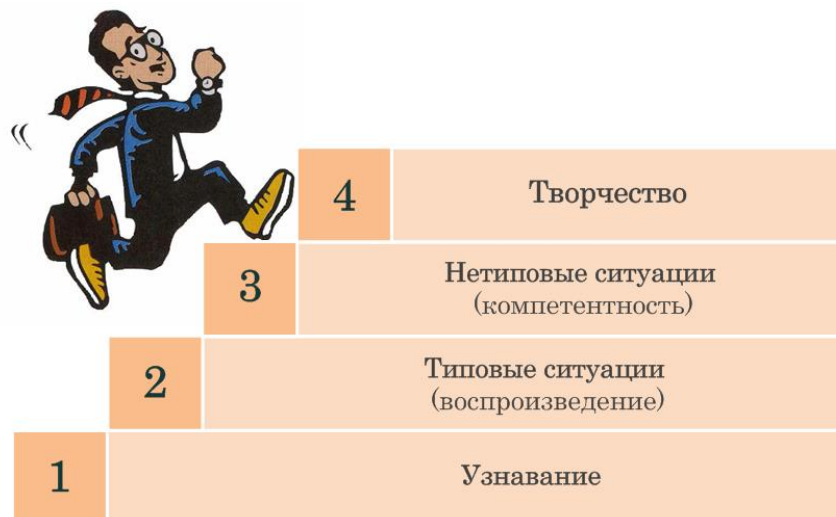 4 Творчество
3 Нетиповые ситуации
(компетентность)
2 Типовые ситуации
(воспроизведение)
1 Узнавание